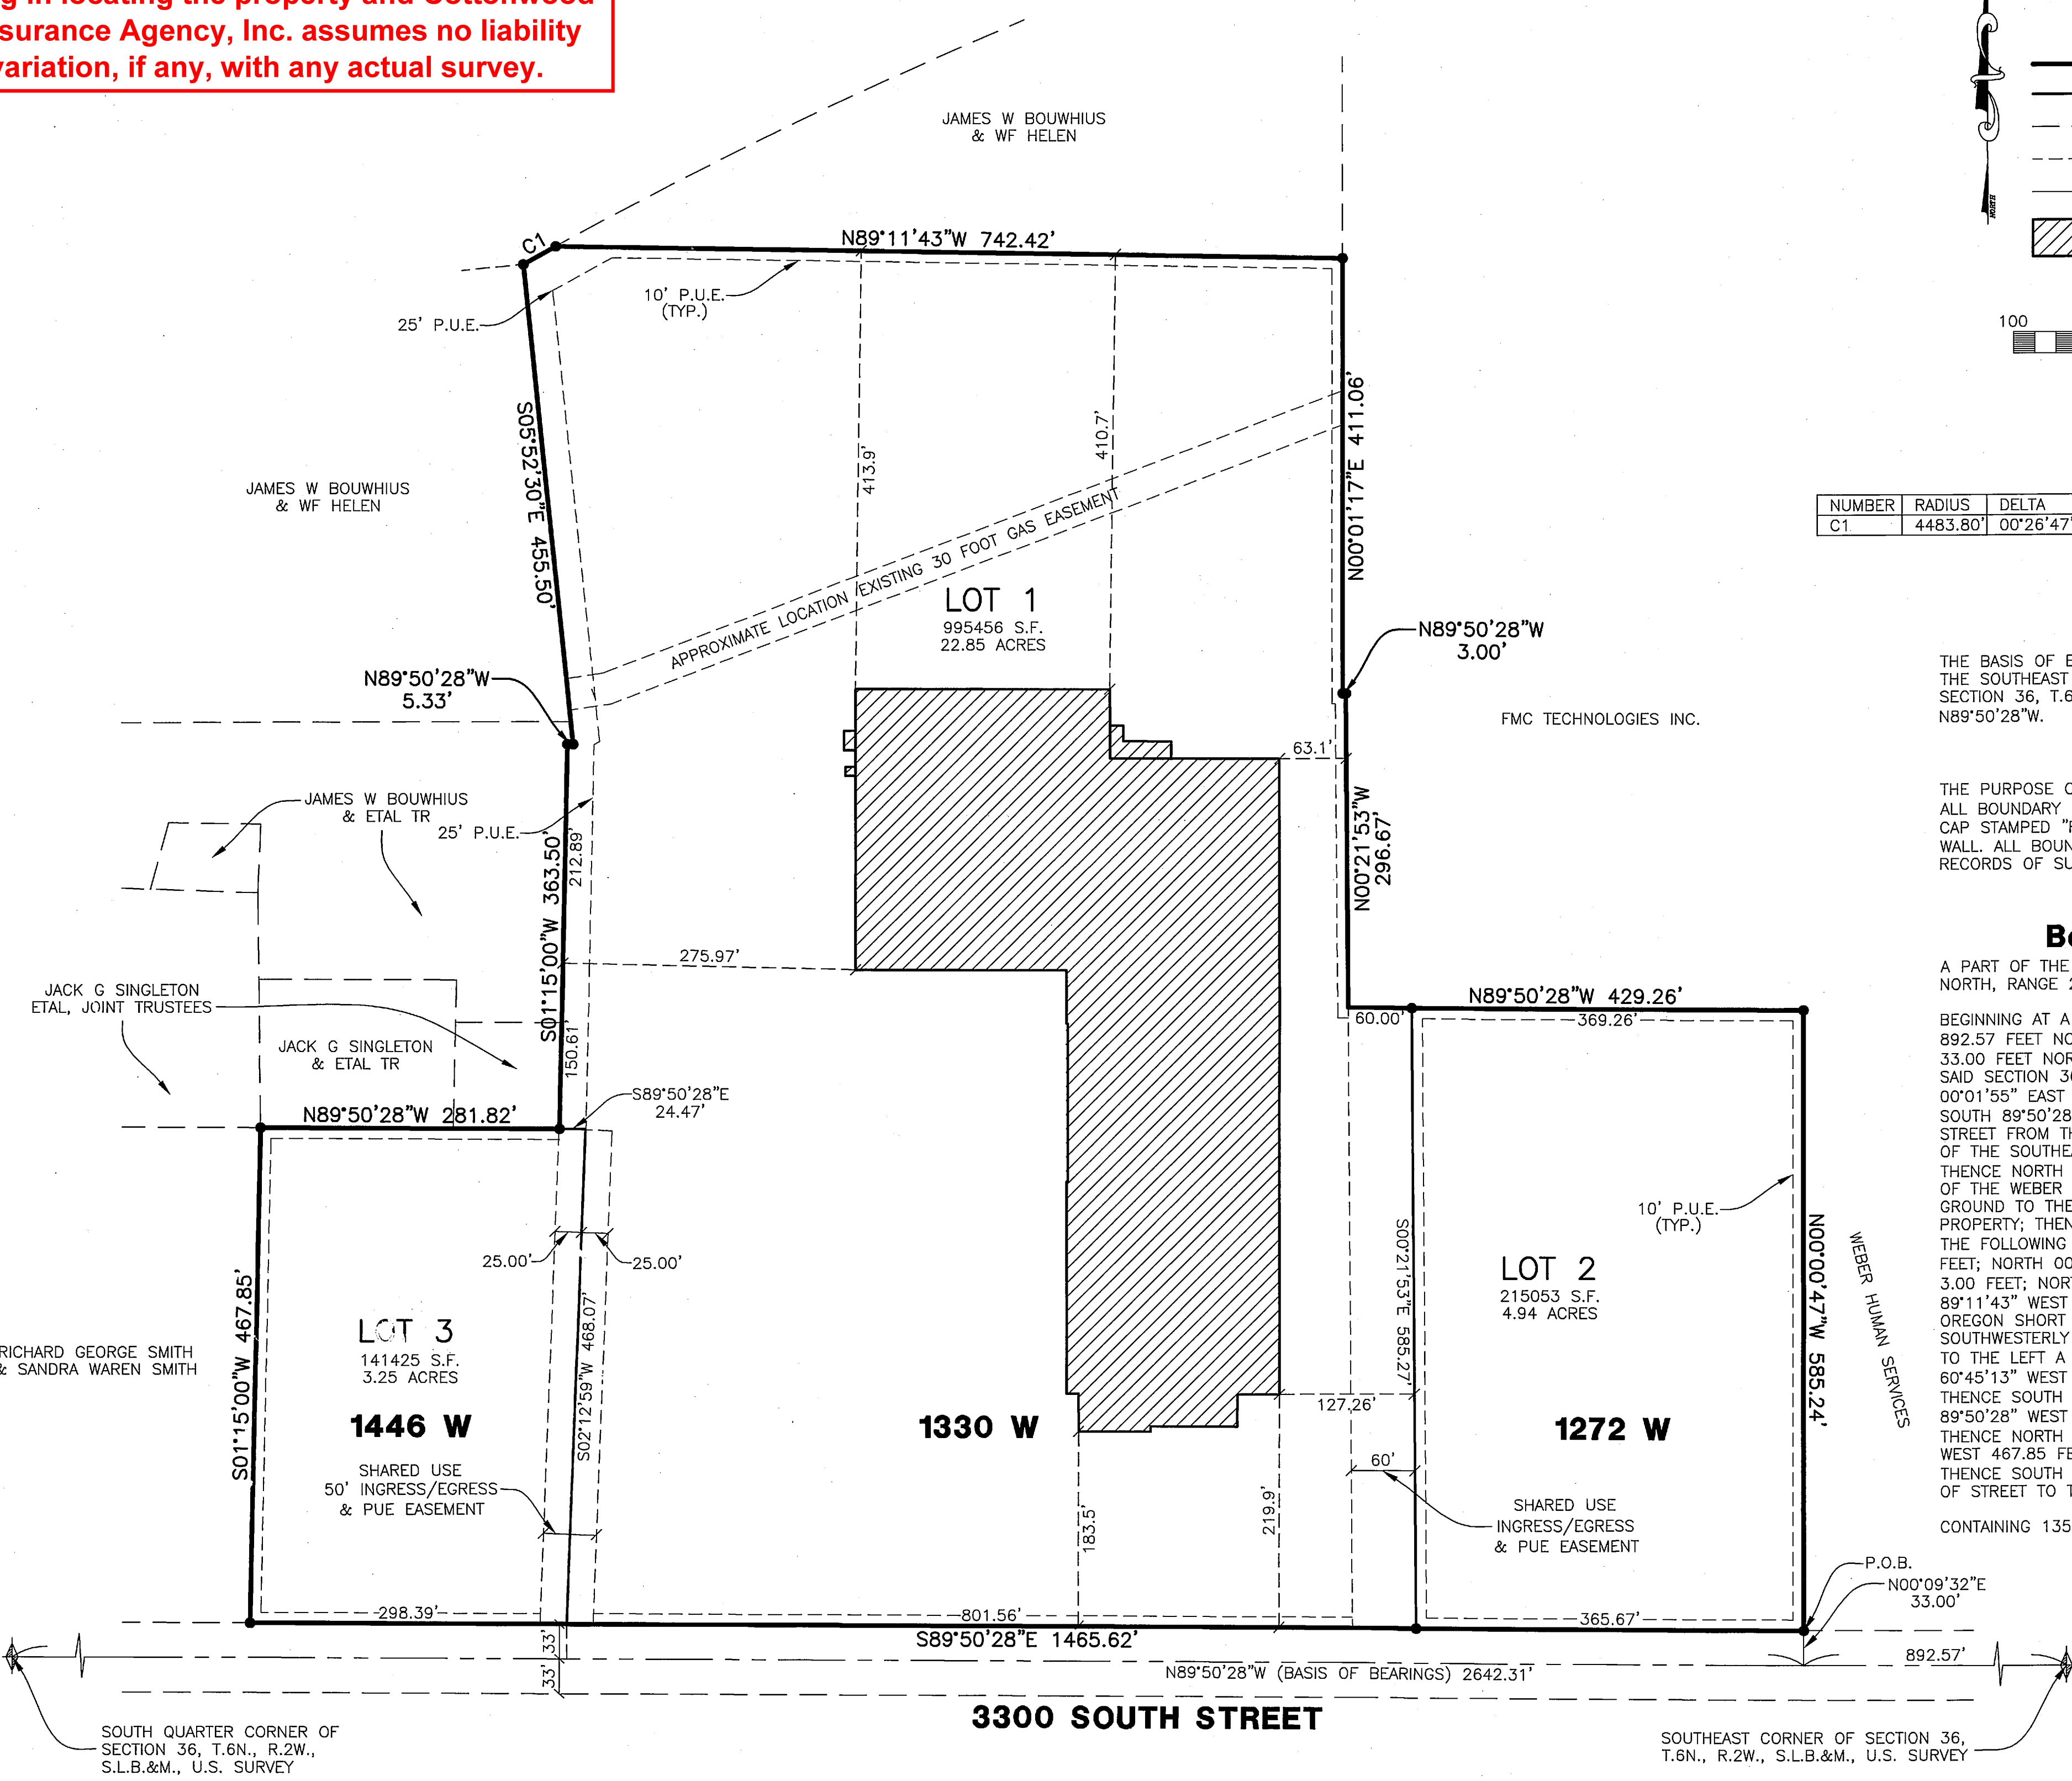 g in locating the property and Cottonwood
surance Agency, Inc. assumes no liability
variation, if any, with any actual survey.
JAMES W BOUWHIUS
& WF HELEN
C1
N89°11'43"W 742.42'
10' P.U.E.
(TYP.)
25' P.U.E.
100
S05°52'30"E 455.50'
413.9'
410.7'
N00°01'17"E 411.06'
JAMES W BOUWHIUS
& WF HELEN
APPROXIMATE LOCATION EXISTING 30 FOOT GAS EASEMENT
NUMBER RADIUS DELTA
C1 4483.80' 00°26'47"
LOT 1
995456 S.F.
22.85 ACRES
N89°50'28"W
3.00'
N89°50'28"W
5.33'
FMC TECHNOLOGIES INC.
63.1'
THE BASIS OF
THE SOUTHEAST
SECTION 36, T.6
N89°50'28"W.
JAMES W BOUWHIUS
& ETAL TR
25' P.U.E.
S01°15'00"W 363.50'
212.89'
150.61'
N00°21'53"W
296.67'
THE PURPOSE
ALL BOUNDARY
CAP STAMPED
WALL. ALL BOUN
RECORDS OF SU
275.97'
JACK G SINGLETON
ETAL, JOINT TRUSTEES
JACK G SINGLETON
& ETAL TR
60.00'
N89°50'28"W 429.26'
369.26'
A PART OF THE
NORTH, RANGE 2
N89°50'28"W 281.82'
S89°50'28"E
24.47'
25.00'
25.00'
S01°15'00"W 467.85'
S02°12'59"W 468.07'
LOT 3
141425 S.F.
3.25 ACRES
1446 W
SHARED USE
50' INGRESS/EGRESS
& PUE EASEMENT
RICHARD GEORGE SMITH
& SANDRA WAREN SMITH
1330 W
127.26'
60'
183.5'
219.9'
S00°21'53"E 585.27'
10' P.U.E.
(TYP.)
LOT 2
215053 S.F.
4.94 ACRES
1272 W
SHARED USE
INGRESS/EGRESS
& PUE EASEMENT
N00°00'47"W 585.24'
WEBER HUMAN SERVICES
BEGINNING AT A
892.57 FEET NO
33.00 FEET NOR
SAID SECTION 36
00°01'55" EAST
SOUTH 89°50'28
STREET FROM TH
OF THE SOUTHEA
THENCE NORTH
OF THE WEBER
GROUND TO THE
PROPERTY; THEN
THE FOLLOWING
FEET; NORTH 00
3.00 FEET; NORT
89°11'43" WEST
OREGON SHORT
SOUTHWESTERLY
TO THE LEFT A
60°45'13" WEST
THENCE SOUTH
89°50'28" WEST
THENCE NORTH
WEST 467.85 FE
THENCE SOUTH
OF STREET TO T
CONTAINING 135
P.O.B.
N00°09'32"E
33.00'
298.39'
801.56'
365.67'
S89°50'28"E 1465.62'
33'
33'
N89°50'28"W (BASIS OF BEARINGS) 2642.31'
892.57'
3300 SOUTH STREET
SOUTH QUARTER CORNER OF
SECTION 36, T.6N., R.2W.,
S.L.B.&M., U.S. SURVEY
SOUTHEAST CORNER OF SECTION 36,
T.6N., R.2W., S.L.B.&M., U.S. SURVEY